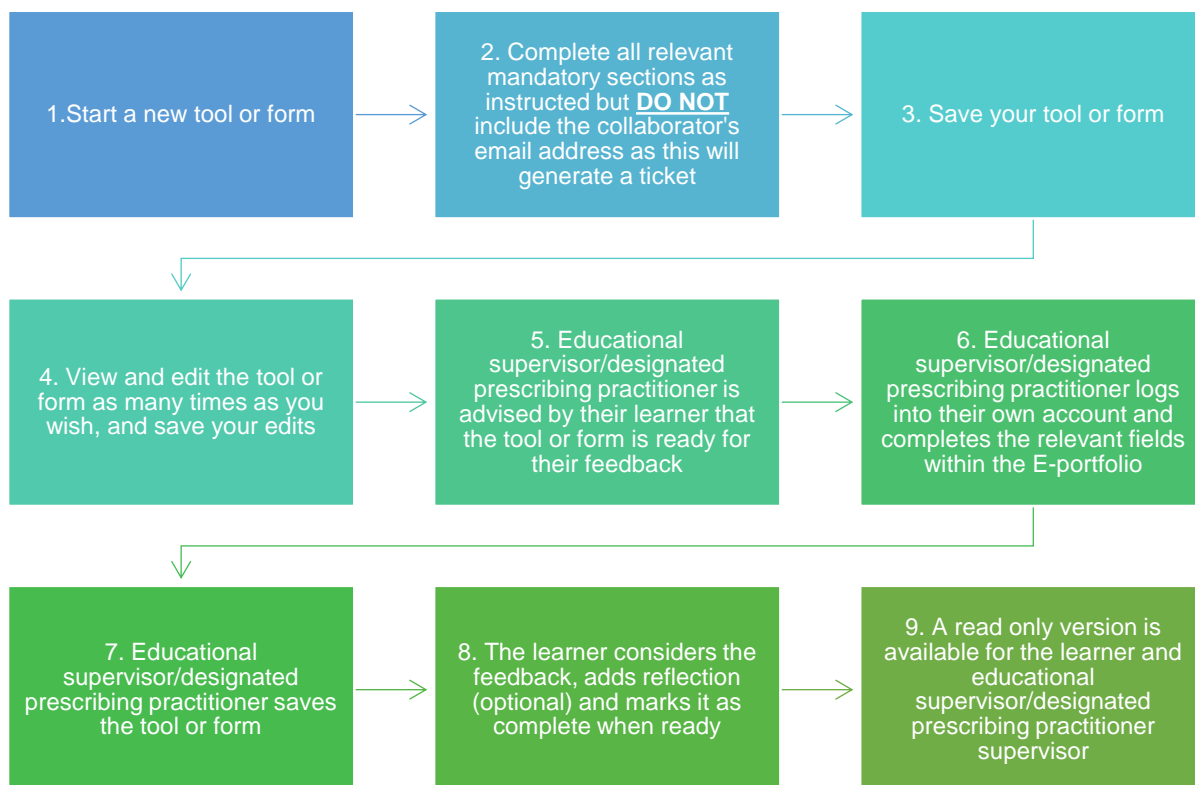 1.Start a new tool or form
2. Complete all relevant
mandatory sections as
instructed but DO NOT
include the collaborator's
email address as this will
generate a ticket
3. Save your tool or form
4. View and edit the tool or
form as many times as you
wish, and save your edits
5. Educational
supervisor/designated
prescribing practitioner is
advised by their learner that
the tool or form is ready for
their feedback
6. Educational
supervisor/designated
prescribing practitioner logs
into their own account and
completes the relevant fields
within the E-portfolio
7. Educational
supervisor/designated
prescribing practitioner saves
the tool or form
8. The learner considers the
feedback, adds reflection
(optional) and marks it as
complete when ready
9. A read only version is
available for the learner and
educational
supervisor/designated
prescribing practitioner
supervisor